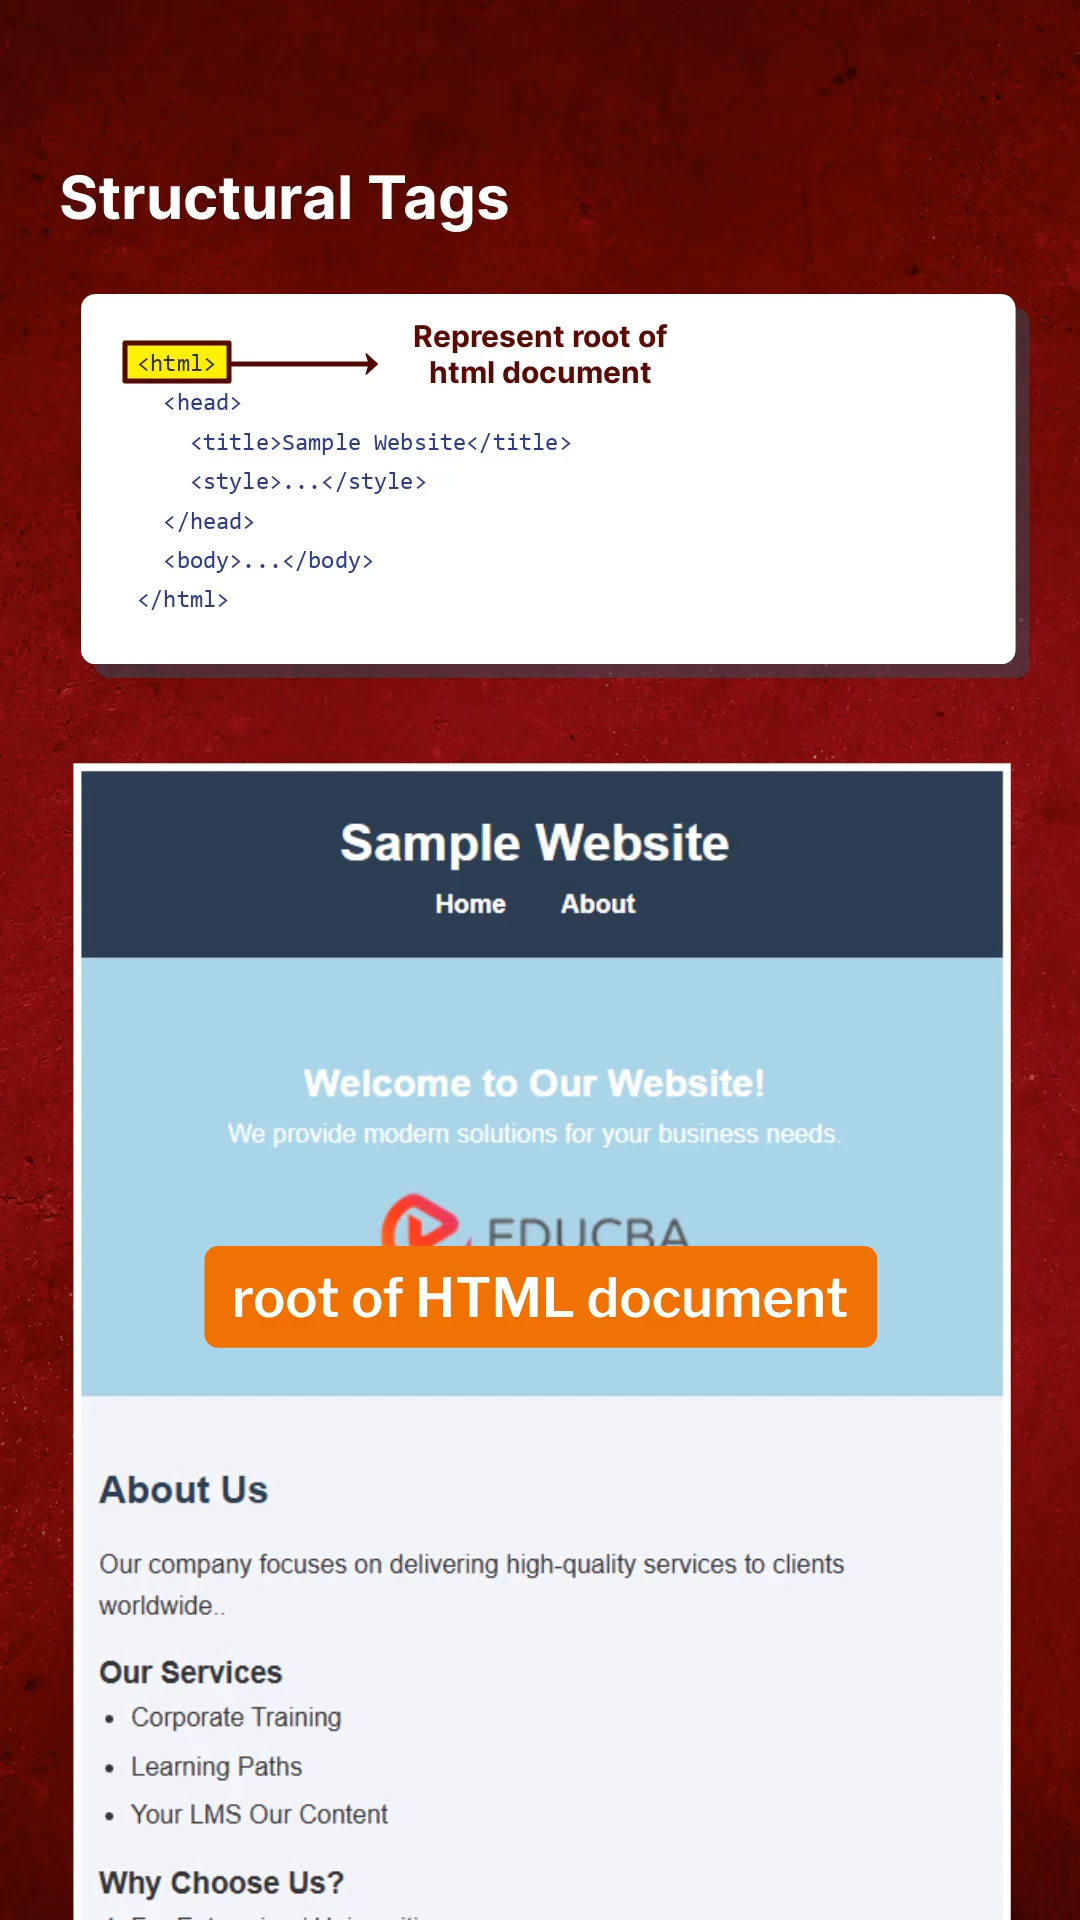 Structural Tags
Represent root of
html document
<html>
<head>
<title>Sample Website</title>
<style>...</style>
</head>
<body>...</body>
</html>
Sample Website
Home About
Welcome to Our Website!
We provide modern solutions for your business needs.
EDUCBA
root of HTML document
About Us
Our company focuses on delivering high-quality services to clients
worldwide..
Our Services
• Corporate Training
• Learning Paths
• Your LMS Our Content
Why Choose Us?